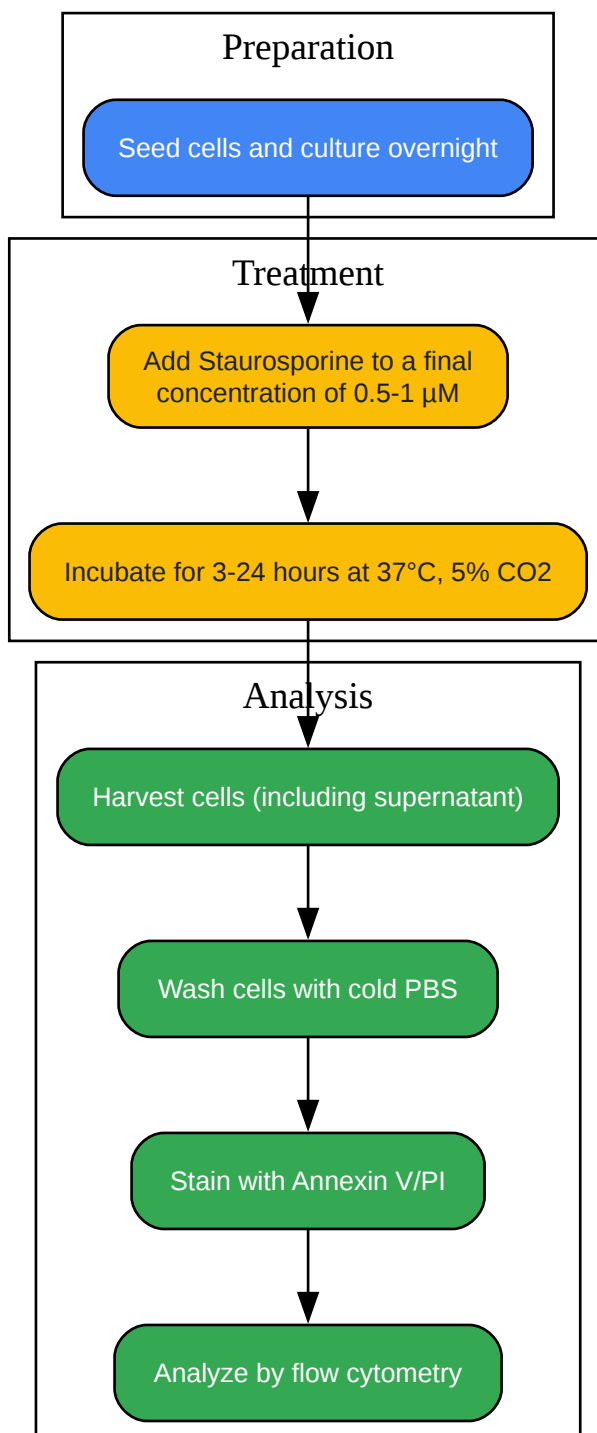 Preparation
Seed cells and culture overnight
Treatment
Add Staurosporine to a final
concentration of 0.5-1 µM
Incubate for 3-24 hours at 37°C, 5% CO2
Analysis
Harvest cells (including supernatant)
Wash cells with cold PBS
Stain with Annexin V/PI
Analyze by flow cytometry